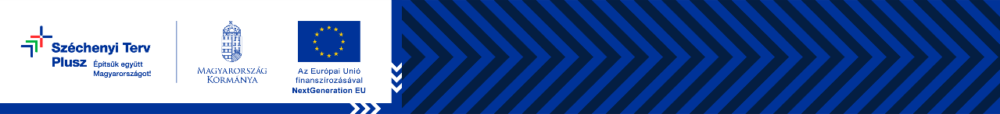 Széchenyi Terv
Plusz Építsük együtt
Magyarországot!
MAGYARORSZÁG
KORMÁNYA
Az Európai Unió
finanszírozásával
NextGeneration EU